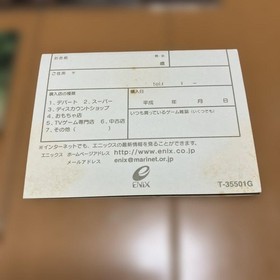 お名前
様
ご住所 〒
TEL( )　－
購入店の種類
1. デパート　2. スーパー
3. ディスカウントショップ
4. おもちゃ店
5. TVゲーム専門店　6. 中古店
7. その他(　　　　)
購入日
平成　年　月　日
いつも買っているゲーム雑誌（いくつでも）
※インターネットでも、エニックスの最新情報を見ることができます。
エニックス　ホームページアドレス　www.enix.co.jp
メールアドレス　enix@marinet.or.jp
ENIX
T-35501G